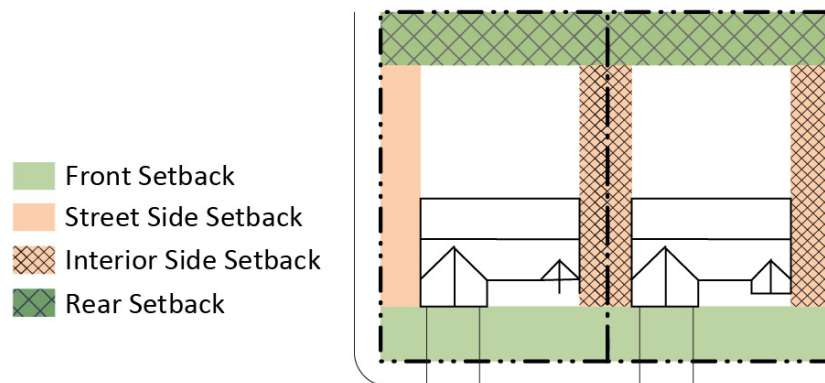 Front Setback
Street Side Setback
Interior Side Setback
Rear Setback